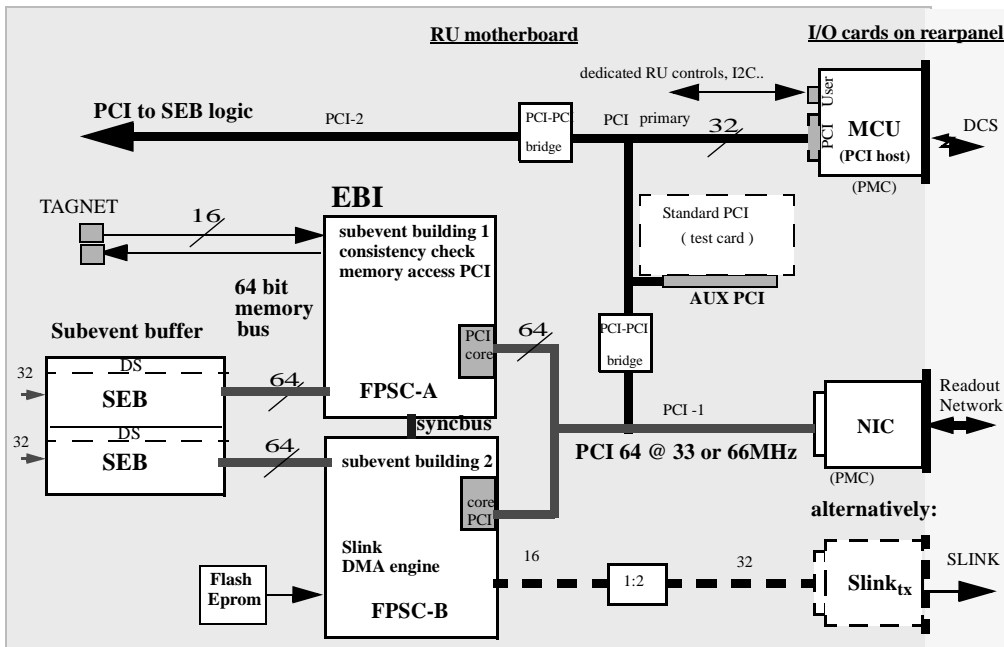 RU motherboard
I/O cards on rearpanel
dedicated RU controls, I2C..
User
PCI
MCU
(PCI host)
(PMC)
DCS
PCI to SEB logic
PCI-2
PCI-PCI
bridge
PCI primary
32
TAGNET
16
EBI
subevent building 1
consistency check
memory access PCI
PCI
core
FPSC-A
64 bit
memory
bus
Standard PCI
( test card )
AUX PCI
PCI-PCI
bridge
64
Subevent buffer
32
DS
SEB
64
32
DS
SEB
64
syncbus
subevent building 2
core
PCI
Slink
DMA engine
FPSC-B
PCI -1
PCI 64 @ 33 or 66MHz
NIC
(PMC)
Readout
Network
alternatively:
Flash
Eprom
16
1:2
32
Slinktx
SLINK